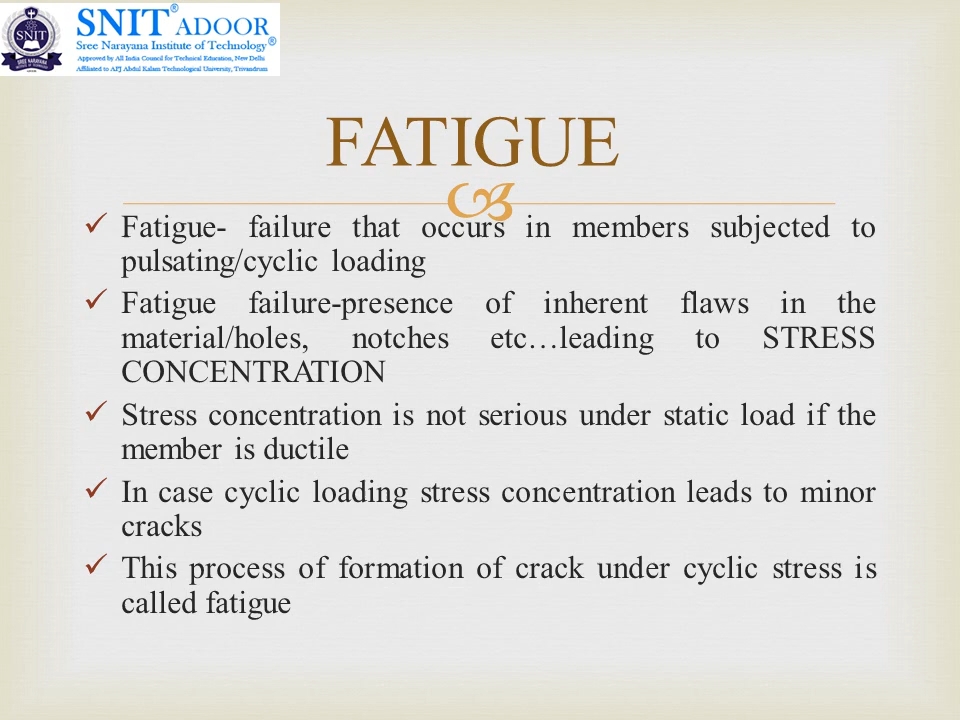 SNIT® ADOOR
Sree Narayana Institute of Technology®
Approved by All India Council for Technical Education, New Delhi
Affiliated to APJ Abdul Kalam Technological University, Trivandrum
SNIT
SREE NARAYANA
FATIGUE
✓ Fatigue- failure that occurs in members subjected to
pulsating/cyclic loading
✓ Fatigue failure-presence of inherent flaws in the
material/holes, notches etc…leading to STRESS
CONCENTRATION
✓ Stress concentration is not serious under static load if the
member is ductile
✓ In case cyclic loading stress concentration leads to minor
cracks
✓ This process of formation of crack under cyclic stress is
called fatigue